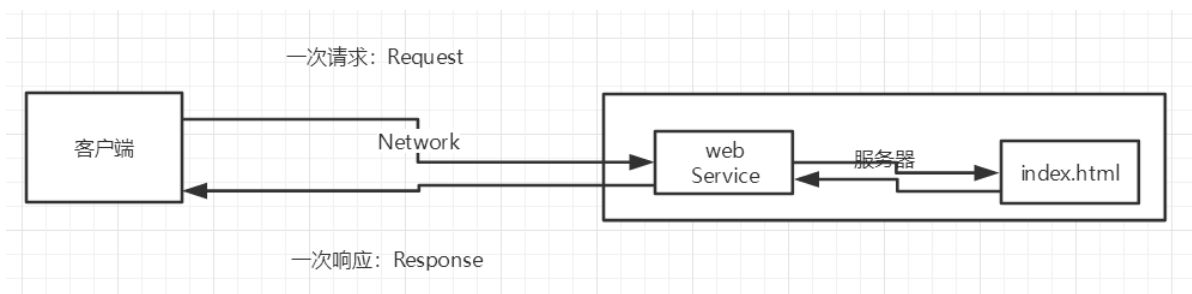 一次请求：Request
客户端
Network
web
Service
服务器
index.html
一次响应：Response